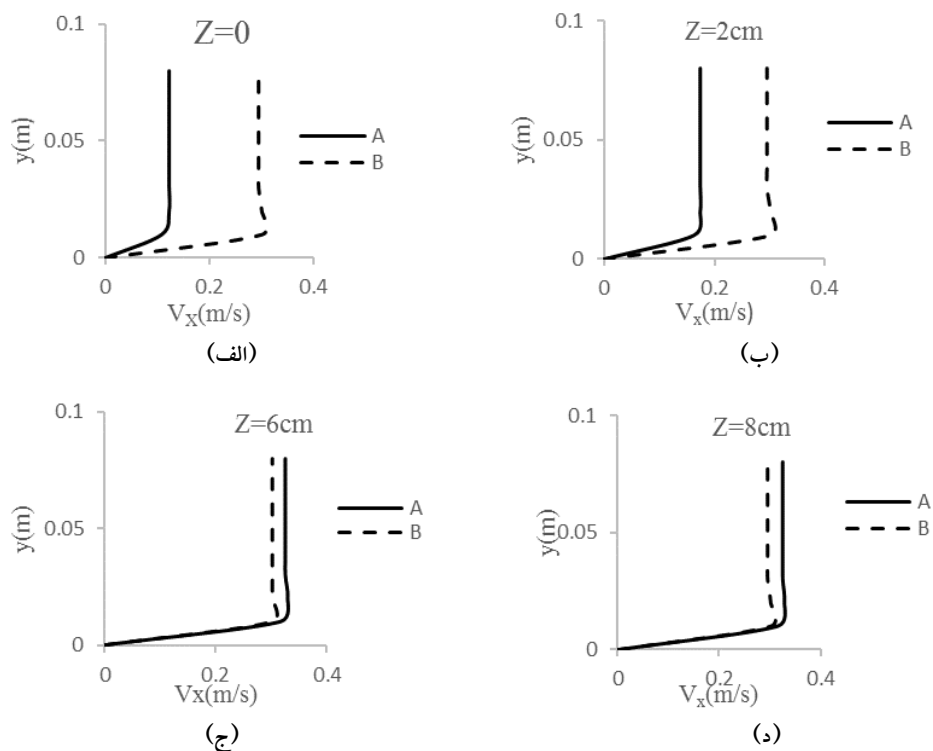 0.1
Z=0
y(m)
0.05
A
B
0
0
0.2
0.4
VX(m/s)
(الف)
0.1
Z=2cm
y(m)
0.05
A
B
0
0
0.2
0.4
Vx(m/s)
(ب)
0.1
Z=6cm
y(m)
0.05
A
B
0
0
0.2
0.4
Vx(m/s)
(ج)
0.1
Z=8cm
y(m)
0.05
A
B
0
0
0.2
0.4
Vx(m/s)
(د)